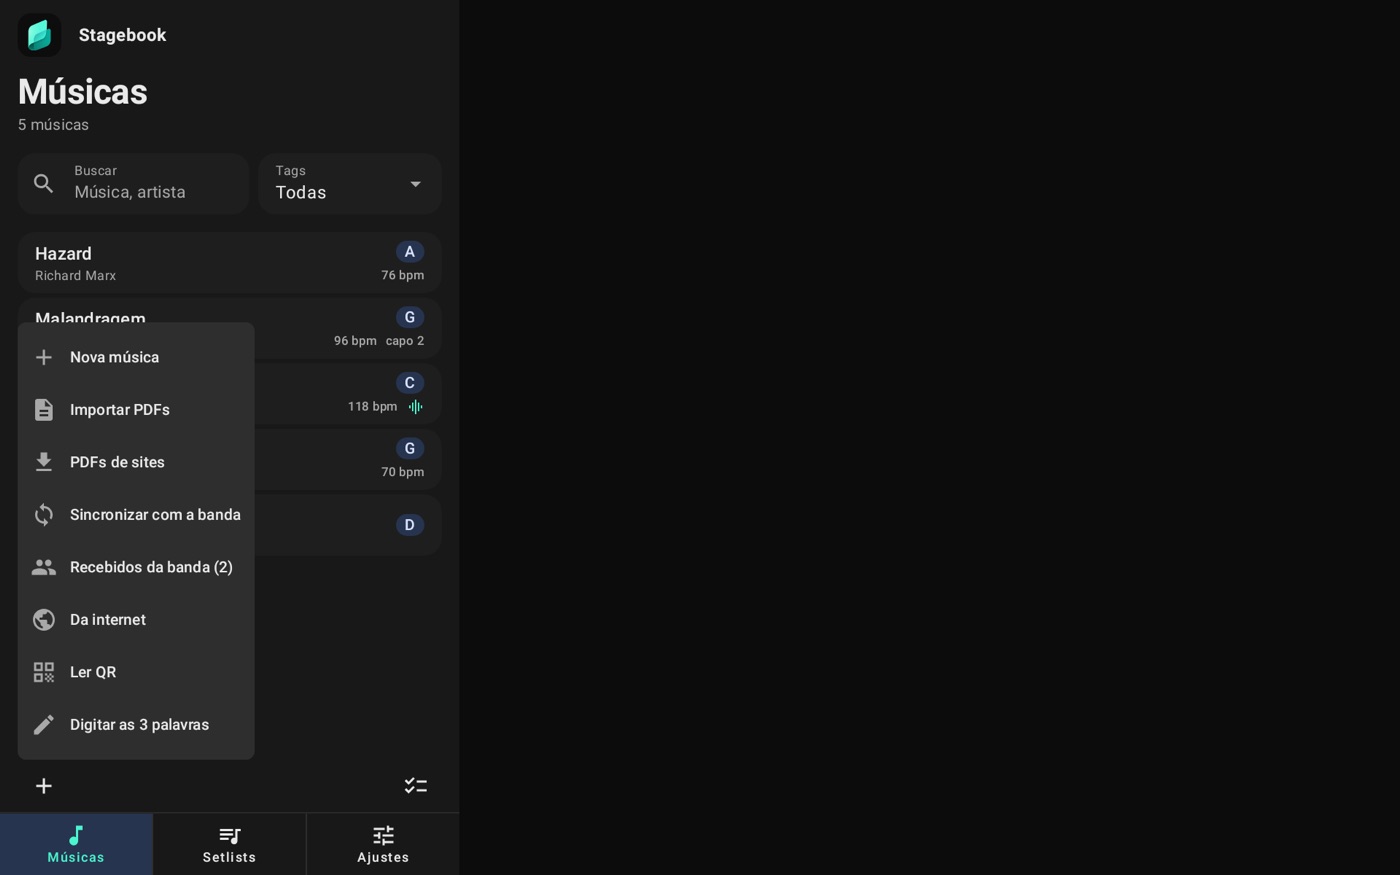 Stagebook
Músicas
5 músicas
Buscar
Música, artista
Tags
Todas
Hazard
A
Richard Marx
76 bpm
Malandragem
G
96 bpm capo 2
C
118 bpm
G
70 bpm
D
Nova música
Importar PDFs
PDFs de sites
Sincronizar com a banda
Recebidos da banda (2)
Da internet
Ler QR
Digitar as 3 palavras
Músicas
Setlists
Ajustes